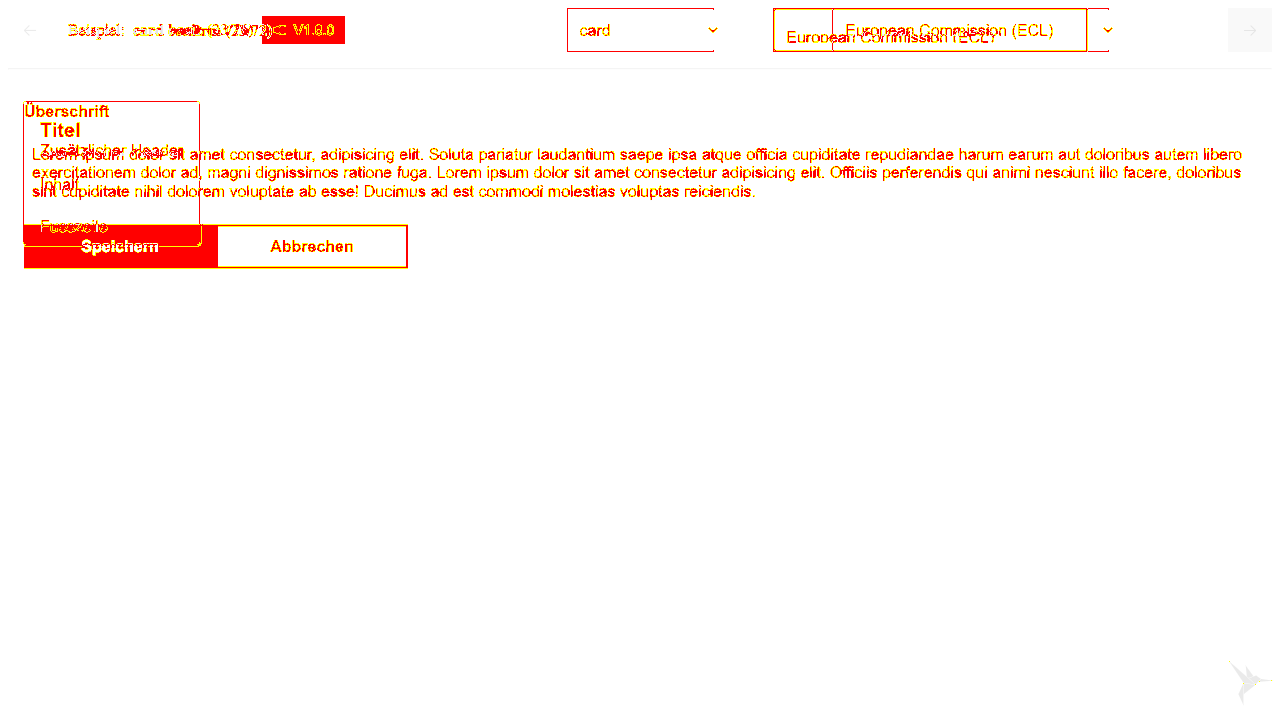 Beispiel: card V1.0.0
card
European Commission (ECL)
European Commission (ECL)
Überschrift
Titel
Zusätzlicher Header
Lorem ipsum dolor sit amet consectetur, adipisicing elit. Soluta pariatur laudantium saepe ipsa atque officia cupiditate repudiandae harum earum aut doloribus autem libero
exercitationem dolor ad, magni dignissimos ratione fuga. Lorem ipsum dolor sit amet consectetur adipisicing elit. Officiis perferendis qui animi nesciunt illo facere, doloribus
Inhalt
sint cupiditate nihil dolorem voluptate ab esse! Ducimus ad est commodi molestias voluptas reiciendis.
Fusszeile
Speichern
Abbrechen